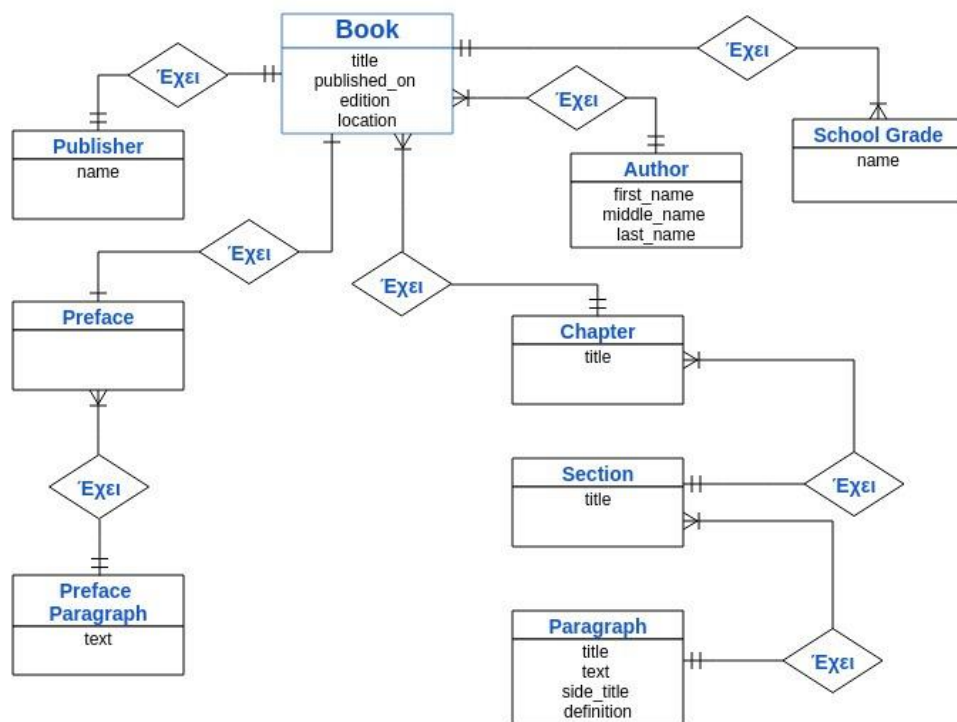 Book
title
published_on
edition
location
Έχει
Έχει
Έχει
Publisher
name
School Grade
name
Author
first_name
middle_name
last_name
Έχει
Έχει
Preface
Chapter
title
Έχει
Section
title
Έχει
Preface
Paragraph
text
Paragraph
title
text
side_title
definition
Έχει